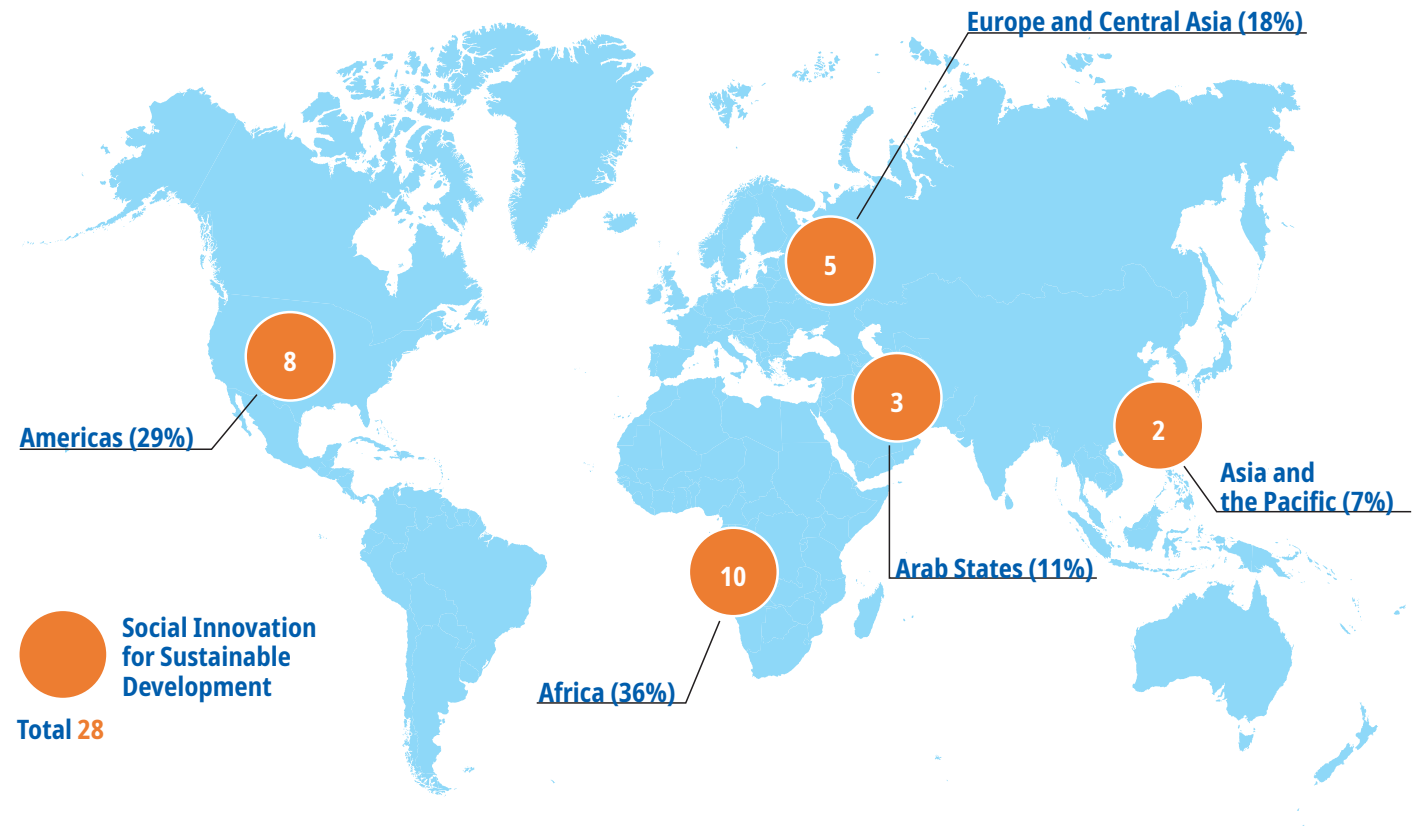 Europe and Central Asia (18%)
5
8
3
2
Americas (29%)
Asia and
the Pacific (7%)
10
Arab States (11%)
Social Innovation
for Sustainable
Development
Africa (36%)
Total 28